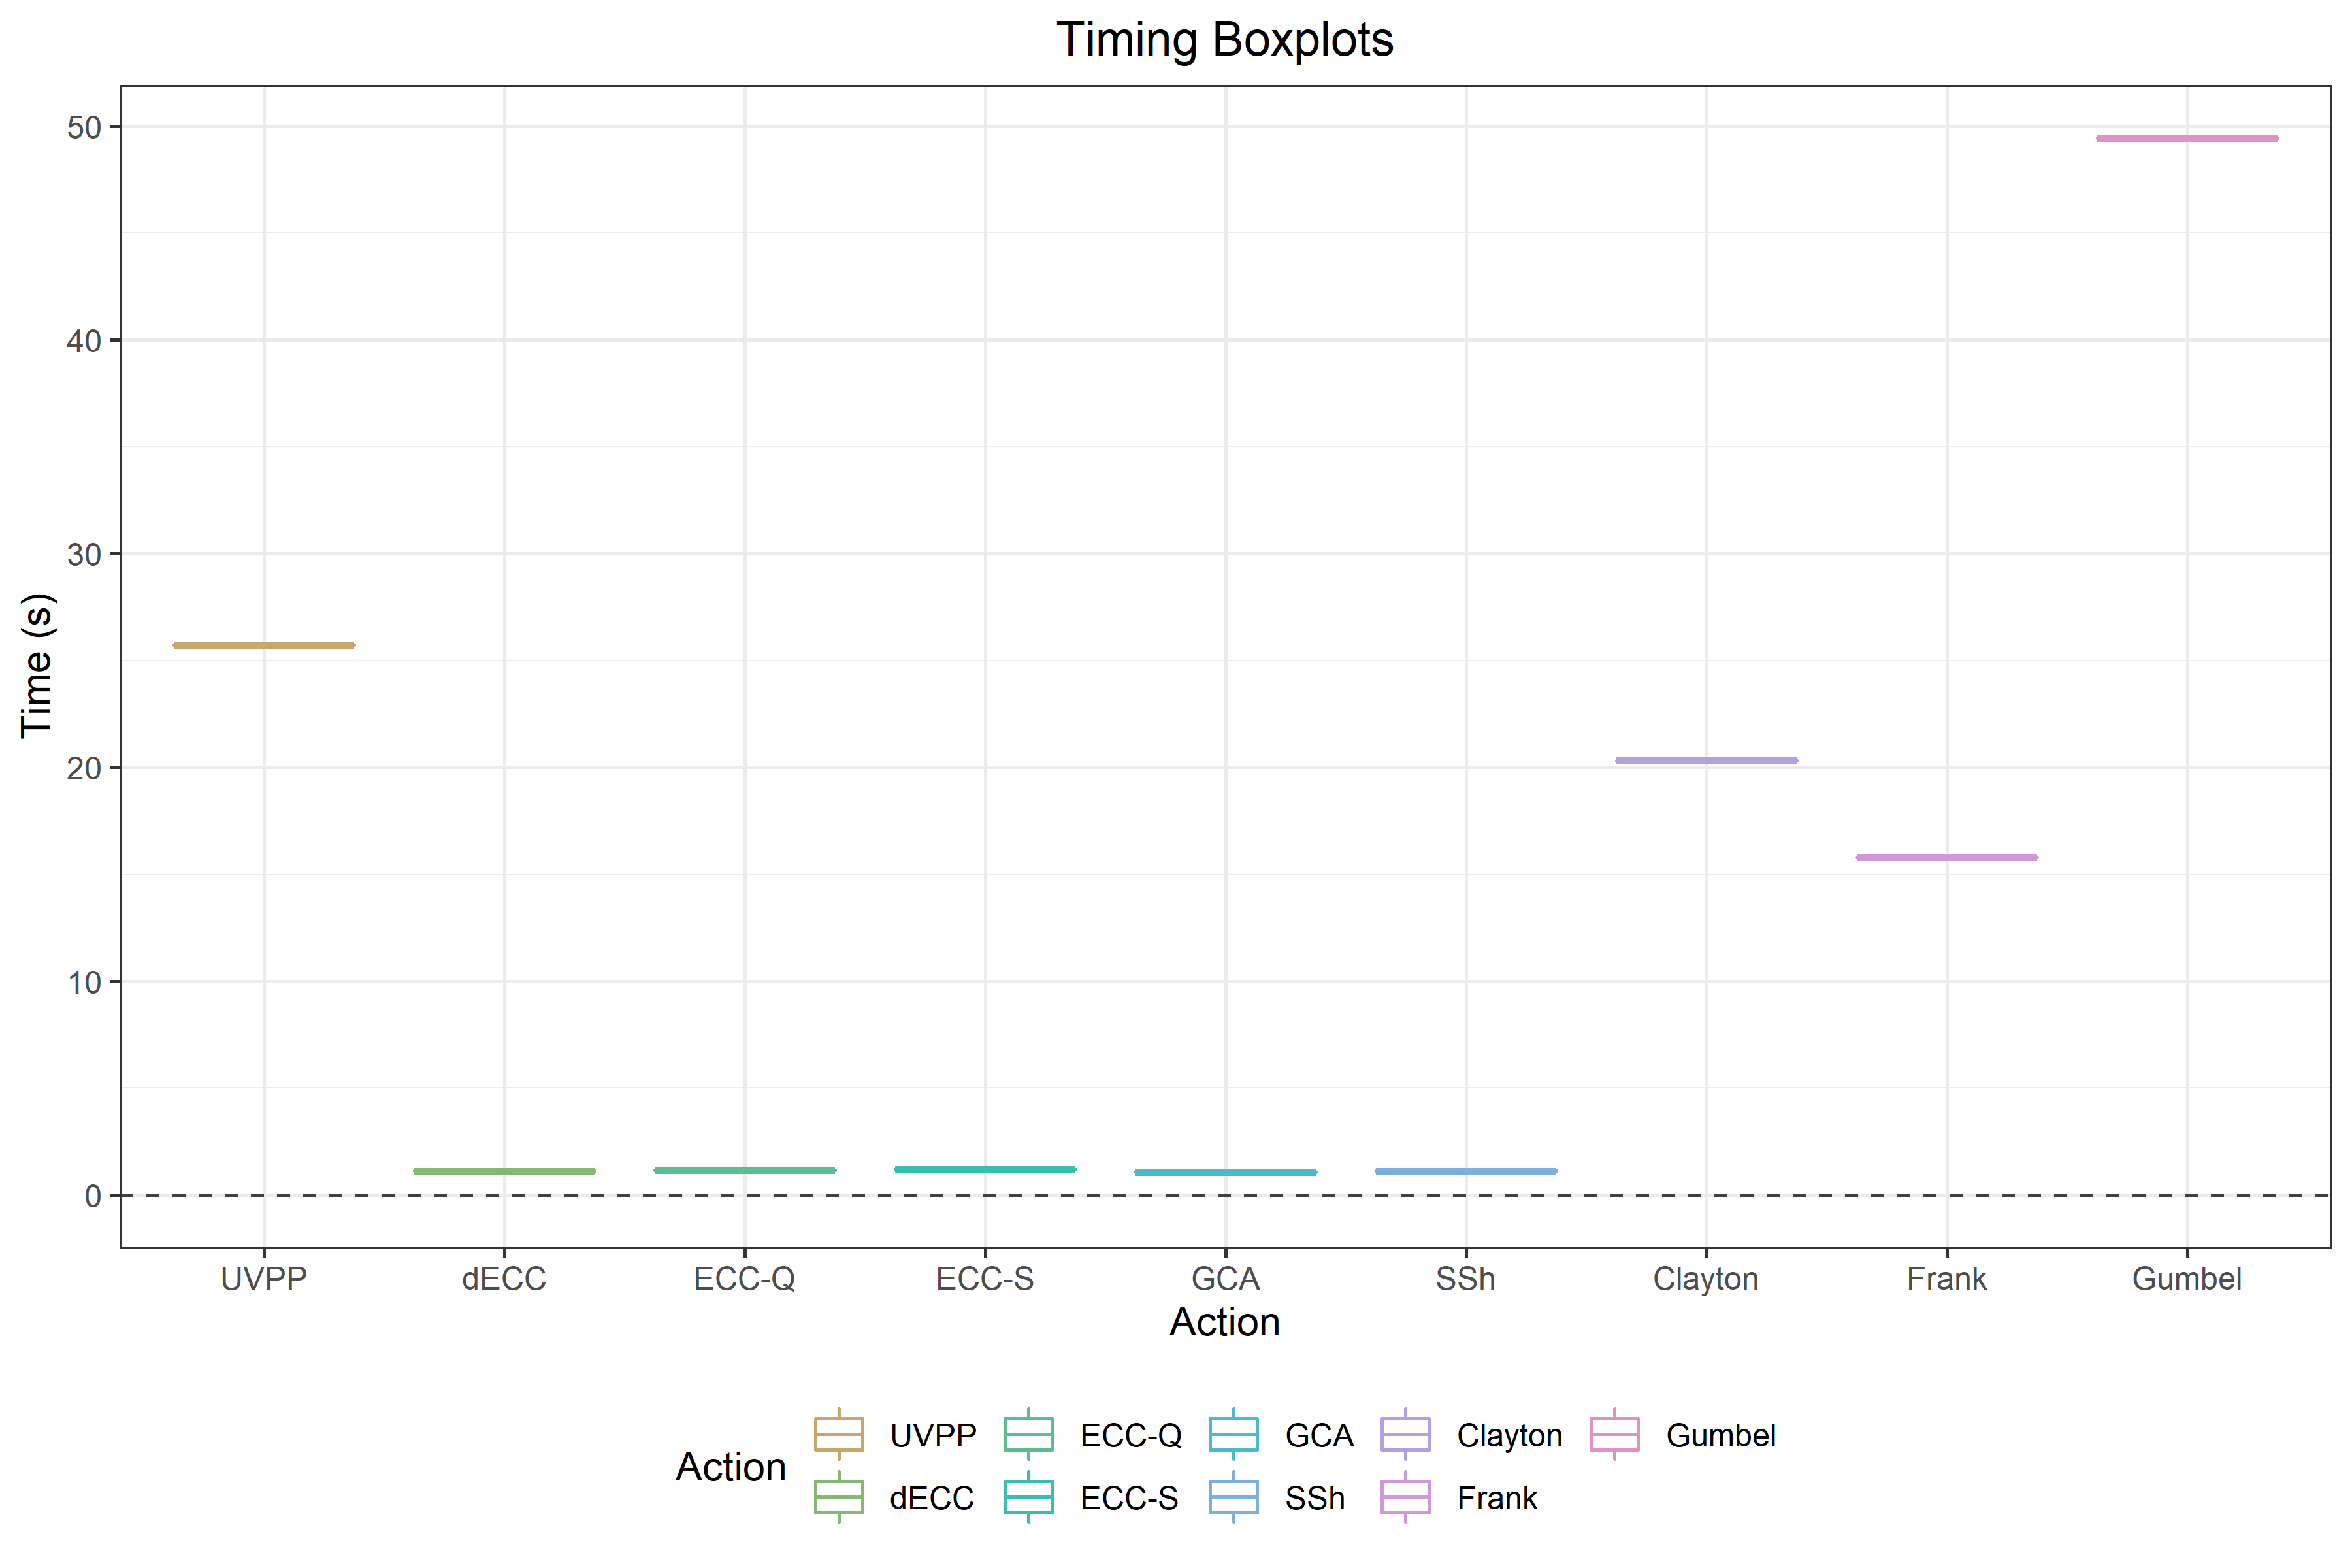 Timing Boxplots
50
40
30
20
10
0
Time (s)
UVPP dECC ECC-Q ECC-S GCA SSh Clayton Frank Gumbel
Action
Action
UVPP ECC-Q GCA Clayton Gumbel
dECC ECC-S SSh Frank